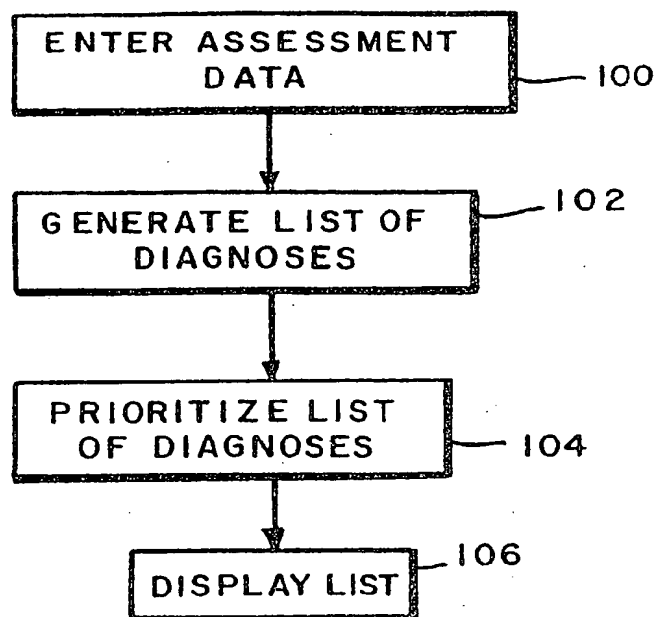 ENTER ASSESSMENT
DATA
100
GENERATE LIST OF
DIAGNOSES
102
PRIORITIZE LIST
OF DIAGNOSES
104
DISPLAY LIST
106